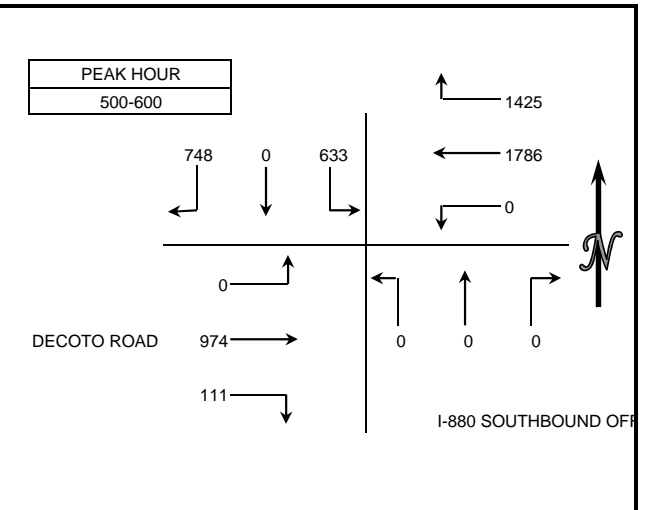 PEAK HOUR
500-600
1425
748 0 633
1786
0
0
DECOTO ROAD 974
0 0 0
111
I-880 SOUTHBOUND OFF
N